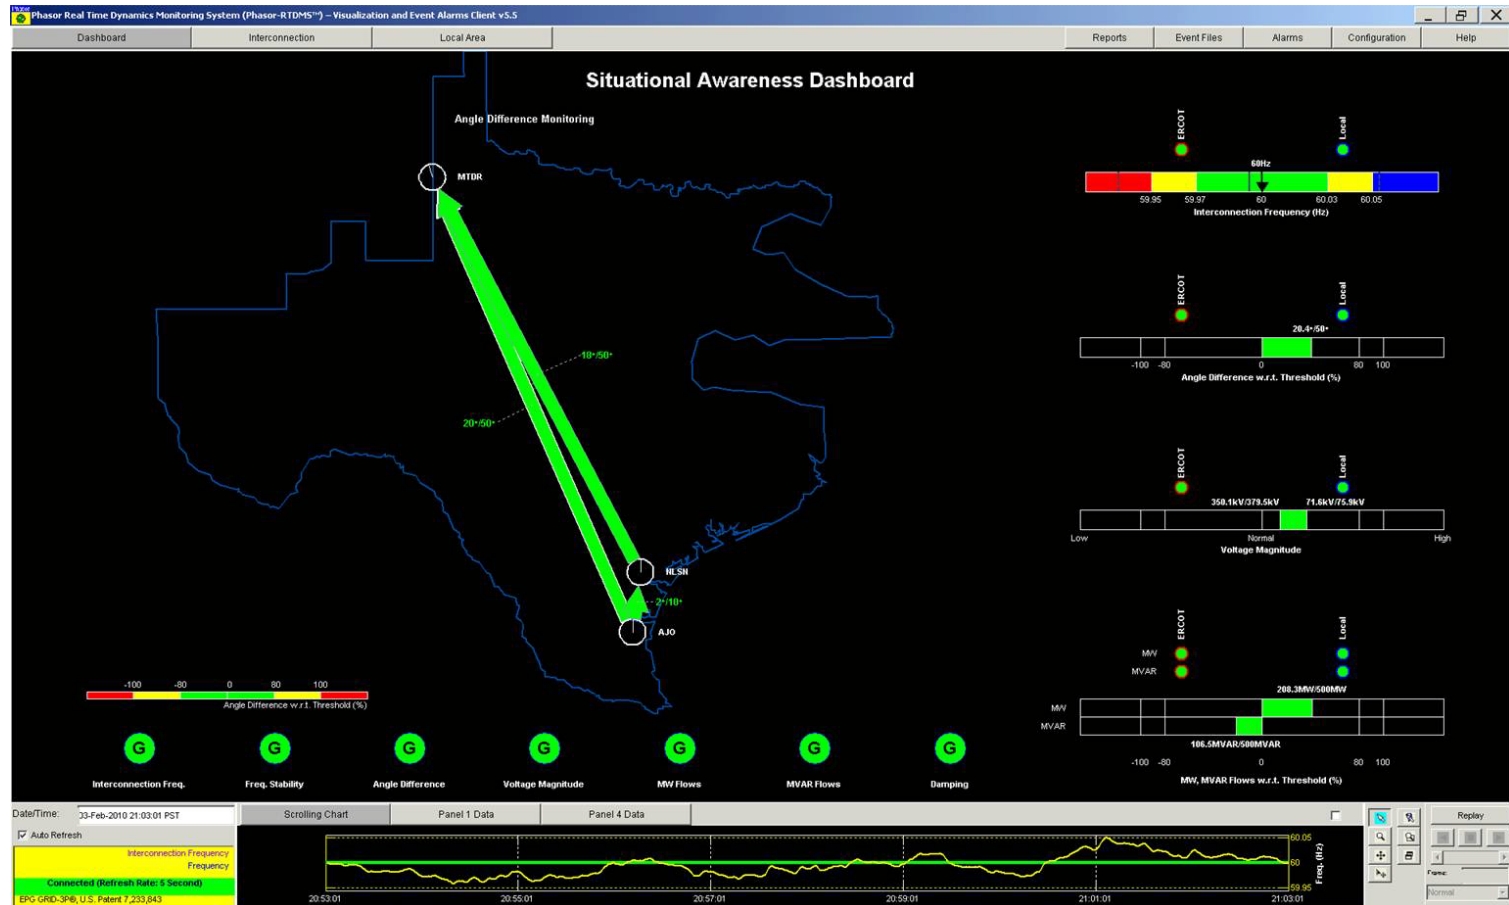 Phasor Real Time Dynamics Monitoring System (Phasor-RTDMS™) – Visualization and Event Alarms Client v5.5
Dashboard
Interconnection
Local Area
Reports
Event Files
Alarms
Configuration
Help
Situational Awareness Dashboard
Angle Difference Monitoring
MTDR
18°/50°
20°/50°
NLSH
2°/10°
AJO
-100 -80 0 80 100
Angle Difference w.r.t. Threshold (%)
ERCOT
Local
60Hz
59.95 59.97 60 60.03 60.05
Interconnection Frequency (Hz)
ERCOT
Local
20.4°/50°
-100 -80 0 80 100
Angle Difference w.r.t. Threshold (%)
ERCOT
Local
350.1kV/379.5kV 71.6kV/75.9kV
Low Normal High
Voltage Magnitude
ERCOT
Local
MW
MVAR
208.3MW/500MW
MW
MVAR
106.5MVAR/500MVAR
-100 -80 0 80 100
MW, MVAR Flows w.r.t. Threshold (%)
G G G G G G G
Interconnection Freq. Freq. Stability Angle Difference Voltage Magnitude MW Flows MVAR Flows Damping
Date/Time: 03-Feb-2010 21:03:01 PST
Auto Refresh
Interconnection Frequency
Frequency
Connected (Refresh Rate: 5 Second)
EPG GRID-3P®, U.S. Patent 7,233,843
Scrolling Chart
Panel 1 Data
Panel 4 Data
60.05
60
59.95
Freq. (Hz)
20:53:01 20:55:01 20:57:01 20:59:01 21:01:01 21:03:01
Replay
Normal